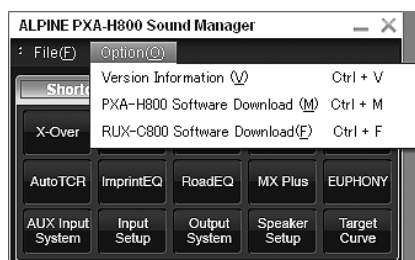 ALPINE PXA-H800 Sound Manager
File(F) Option(O)
Version Information (V) Ctrl + V
PXA-H800 Software Download (M) Ctrl + M
RUX-C800 Software Download(F) Ctrl + F
X-Over
AutoTCR ImprintEQ RoadEQ MX Plus EUPHONY
AUX Input System Input Setup Output System Speaker Setup Target Curve